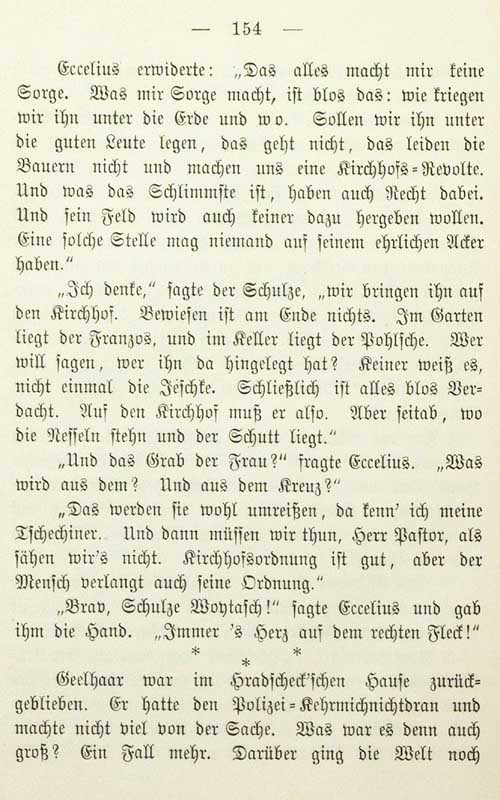 — 154 —
Eccelius erwiderte: „Das alles macht mir keine
Sorge. Was mir Sorge macht, ist blos das: wie kriegen
wir ihn unter die Erde und wo. Sollen wir ihn unter
die guten Leute legen, das geht nicht, das leiden die
Bauern nicht und machen uns eine Kirchhofs-Revolte.
Und was das Schlimmste ist, haben auch Recht dabei.
Und sein Feld wird auch keiner dazu hergeben wollen.
Eine solche Stelle mag niemand auf seinem ehrlichen Acker
haben.“
„Ich denke,“ sagte der Schulze, „wir bringen ihn auf
den Kirchhof. Bewiesen ist am Ende nichts. Im Garten
liegt der Franzos, und im Keller liegt der Pohlsche. Wer
will sagen, wer ihn da hingelegt hat? Keiner weiß es,
nicht einmal die Jeschke. Schließlich ist alles blos Ver-
dacht. Auf den Kirchhof muß er also. Aber seitab, wo
die Nesseln stehn und der Schutt liegt.“
„Und das Grab der Frau?“ fragte Eccelius. „Was
wird aus dem? Und aus dem Kreuz?“
„Das werden sie wohl umreißen, da kenn' ich meine
Tschechiner. Und dann müssen wir thun, Herr Pastor, als
sähen wir's nicht. Kirchhofsordnung ist gut, aber der
Mensch verlangt auch seine Ordnung.“
„Brav, Schulze Woytasch!“ sagte Eccelius und gab
ihm die Hand. „Immer 's Herz auf dem rechten Fleck!“
* * *
Geelhaar war im Hradscheck'schen Hause zurück-
geblieben. Er hatte den Polizei-Kehrmichnichtdran und
machte nicht viel von der Sache. Was war es denn auch
groß? Ein Fall mehr. Darüber ging die Welt noch